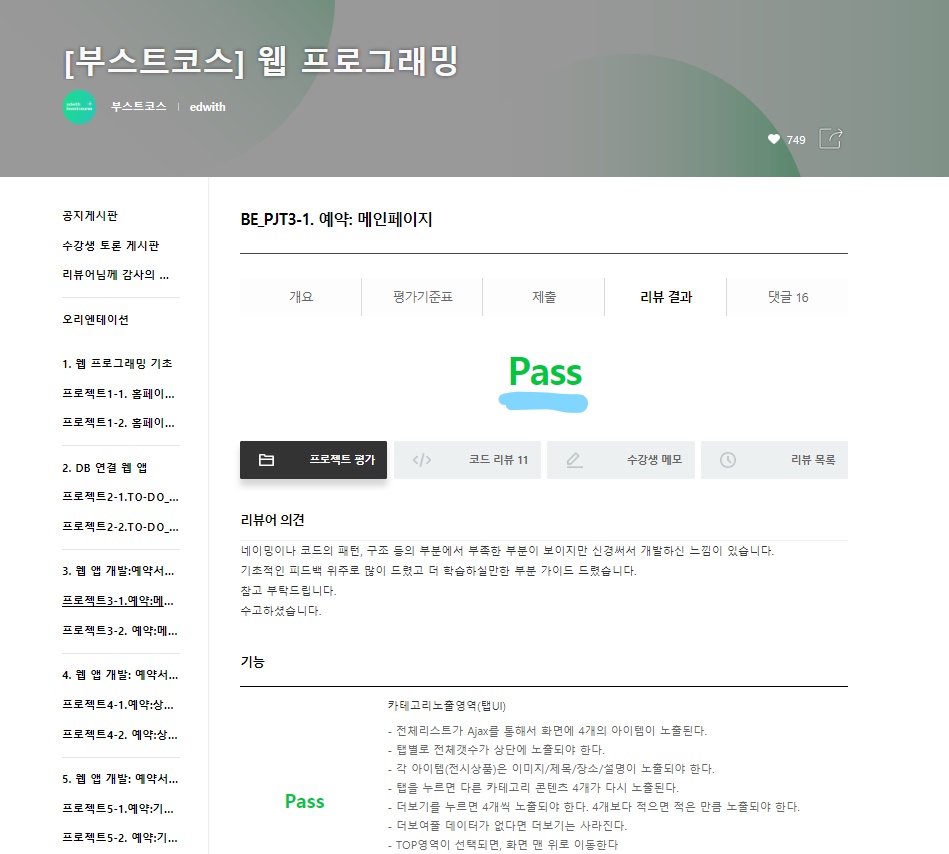 [부스트코스] 웹 프로그래밍
부스트코스 | edwith
749
공지게시판
수강생 토론 게시판
리뷰어님께 감사의 ...
오리엔테이션
1. 웹 프로그래밍 기초
프로젝트1-1. 홈페이...
프로젝트1-2. 홈페이...
2. DB 연결 웹 앱
프로젝트2-1.TO-DO_...
프로젝트2-2.TO-DO_...
3. 웹 앱 개발:예약서...
프로젝트3-1.예약:메...
프로젝트3-2. 예약:메...
4. 웹 앱 개발: 예약서...
프로젝트4-1.예약:상...
프로젝트4-2. 예약:상...
5. 웹 앱 개발: 예약서...
프로젝트5-1.예약:기...
프로젝트5-2. 예약:기...
BE_PJT3-1. 예약: 메인페이지
개요 평가기준표 제출 리뷰 결과 댓글 16
Pass
프로젝트 평가 코드 리뷰 11 수강생 메모 리뷰 목록
리뷰어 의견
네이밍이나 코드의 패턴, 구조 등의 부분에서 부족한 부분이 보이지만 신경써서 개발하신 느낌이 있습니다.
기초적인 피드백 위주로 많이 드렸고 더 학습하실만한 부분 가이드 드렸습니다.
참고 부탁드립니다.
수고하셨습니다.
기능
Pass
카테고리노출영역(탭UI)
- 전체리스트가 Ajax를 통해서 화면에 4개의 아이템이 노출된다.
- 탭별로 전체갯수가 상단에 노출되야 한다.
- 각 아이템(전시상품)은 이미지/제목/장소/설명이 노출되야 한다.
- 탭을 누르면 다른 카테고리 콘텐츠 4개가 다시 노출된다.
- 더보기를 누르면 4개씩 노출되야 한다. 4개보다 적으면 적은 만큼 노출되야 한다.
- 더보여줄 데이터가 없다면 더보기는 사라진다.
- TOP영역이 선택되면, 화면 맨 위로 이동한다